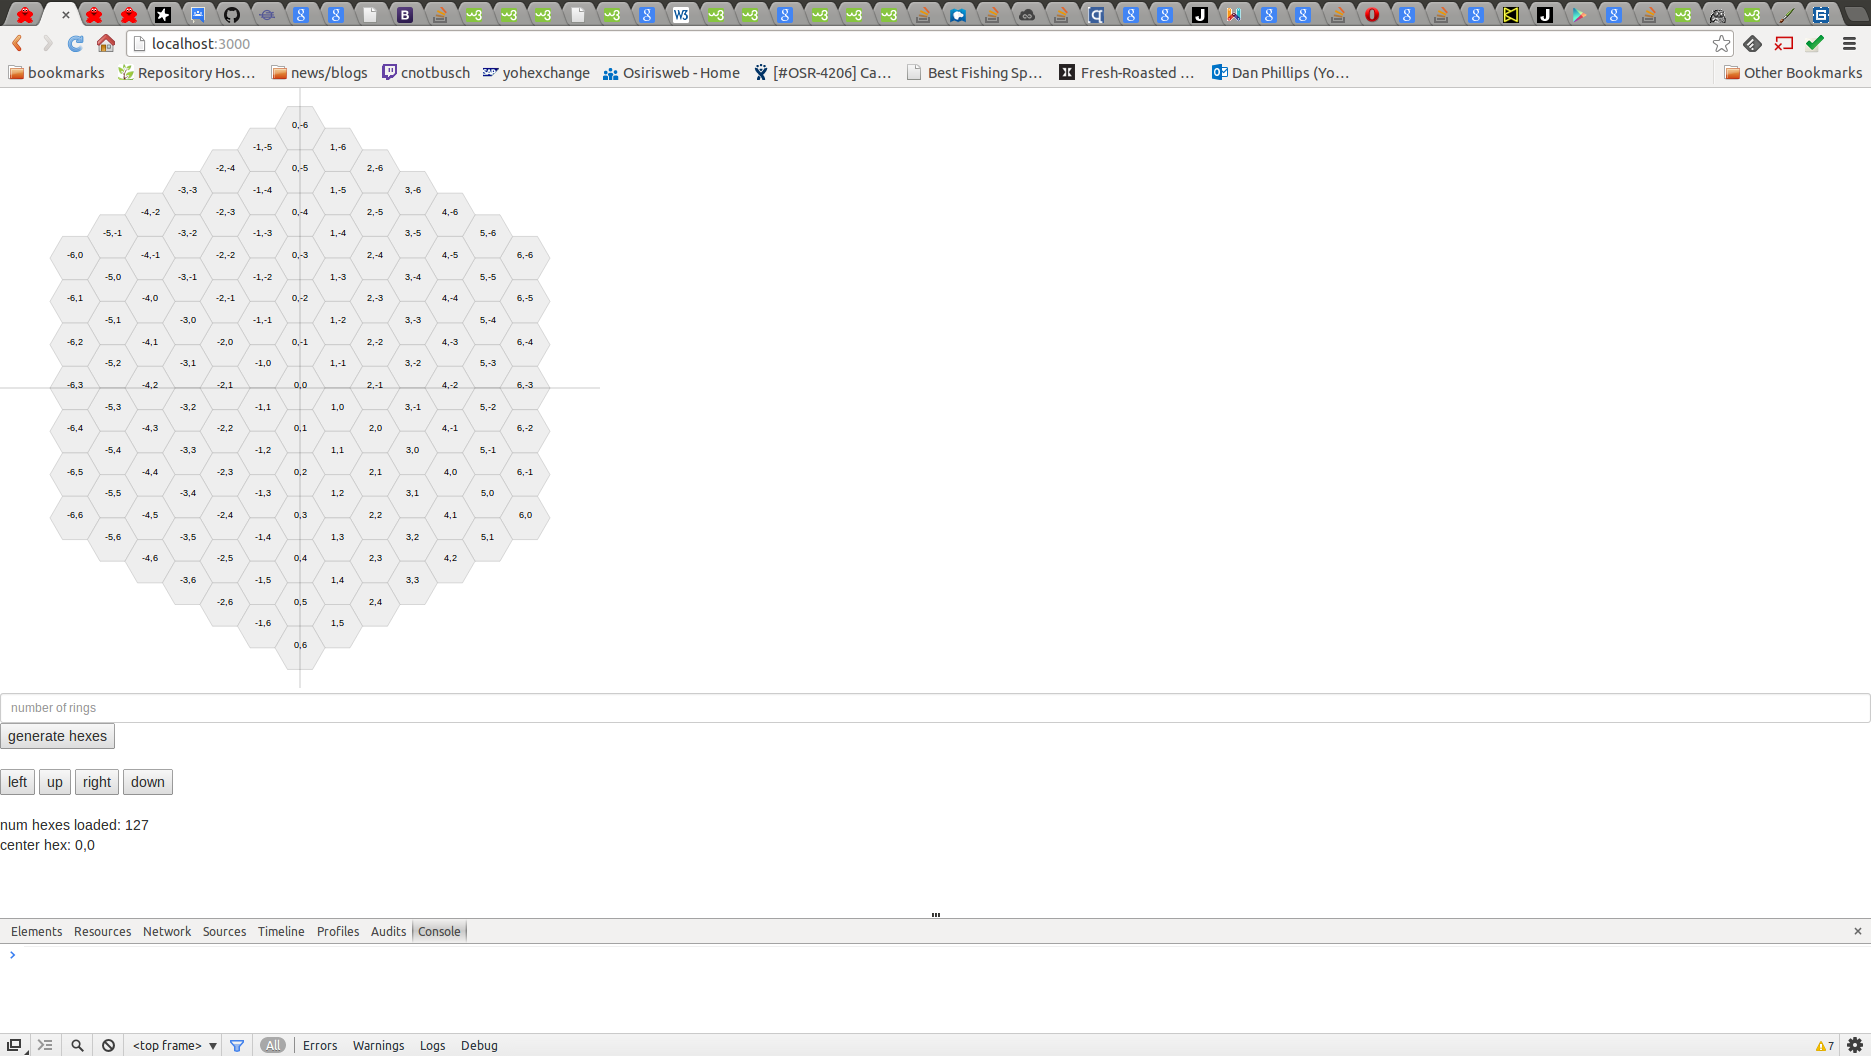 localhost:3000
bookmarks Repository Hos... news/blogs cnotbusch yohexchange Osirisweb - Home [#OSR-4206] Ca... Best Fishing Sp... Fresh-Roasted ... Dan Phillips (Yo... Other Bookmarks
0,-6
-1,-5 1,-6
-2,-4 0,-5 2,-6
-3,-3 -1,-4 1,-5 3,-6
-4,-2 -2,-3 0,-4 2,-5 4,-6
-5,-1 -3,-2 -1,-3 1,-4 3,-5 5,-6
-6,0 -4,-1 -2,-2 0,-3 2,-4 4,-5 6,-6
-5,0 -3,-1 -1,-2 1,-3 3,-4 5,-5
-6,1 -4,0 -2,-1 0,-2 2,-3 4,-4 6,-5
-5,1 -3,0 -1,-1 1,-2 3,-3 5,-4
-6,2 -4,1 -2,0 0,-1 2,-2 4,-3 6,-4
-5,2 -3,1 -1,0 1,-1 3,-2 5,-3
-6,3 -4,2 -2,1 0,0 2,-1 4,-2 6,-3
-5,3 -3,2 -1,1 1,0 3,-1 5,-2
-6,4 -4,3 -2,2 0,1 2,0 4,-1 6,-2
-5,4 -3,3 -1,2 1,1 3,0 5,-1
-6,5 -4,4 -2,3 0,2 2,1 4,0 6,-1
-5,5 -3,4 -1,3 1,2 3,1 5,0
-6,6 -4,5 -2,4 0,3 2,2 4,1 6,0
-5,6 -3,5 -1,4 1,3 3,2 5,1
-4,6 -2,5 0,4 2,3 4,2
-3,6 -1,5 1,4 3,3
-2,6 0,5 2,4
-1,6 1,5
0,6
number of rings
generate hexes
left up right down
num hexes loaded: 127
center hex: 0,0
Elements Resources Network Sources Timeline Profiles Audits Console
<top frame> All Errors Warnings Logs Debug 7